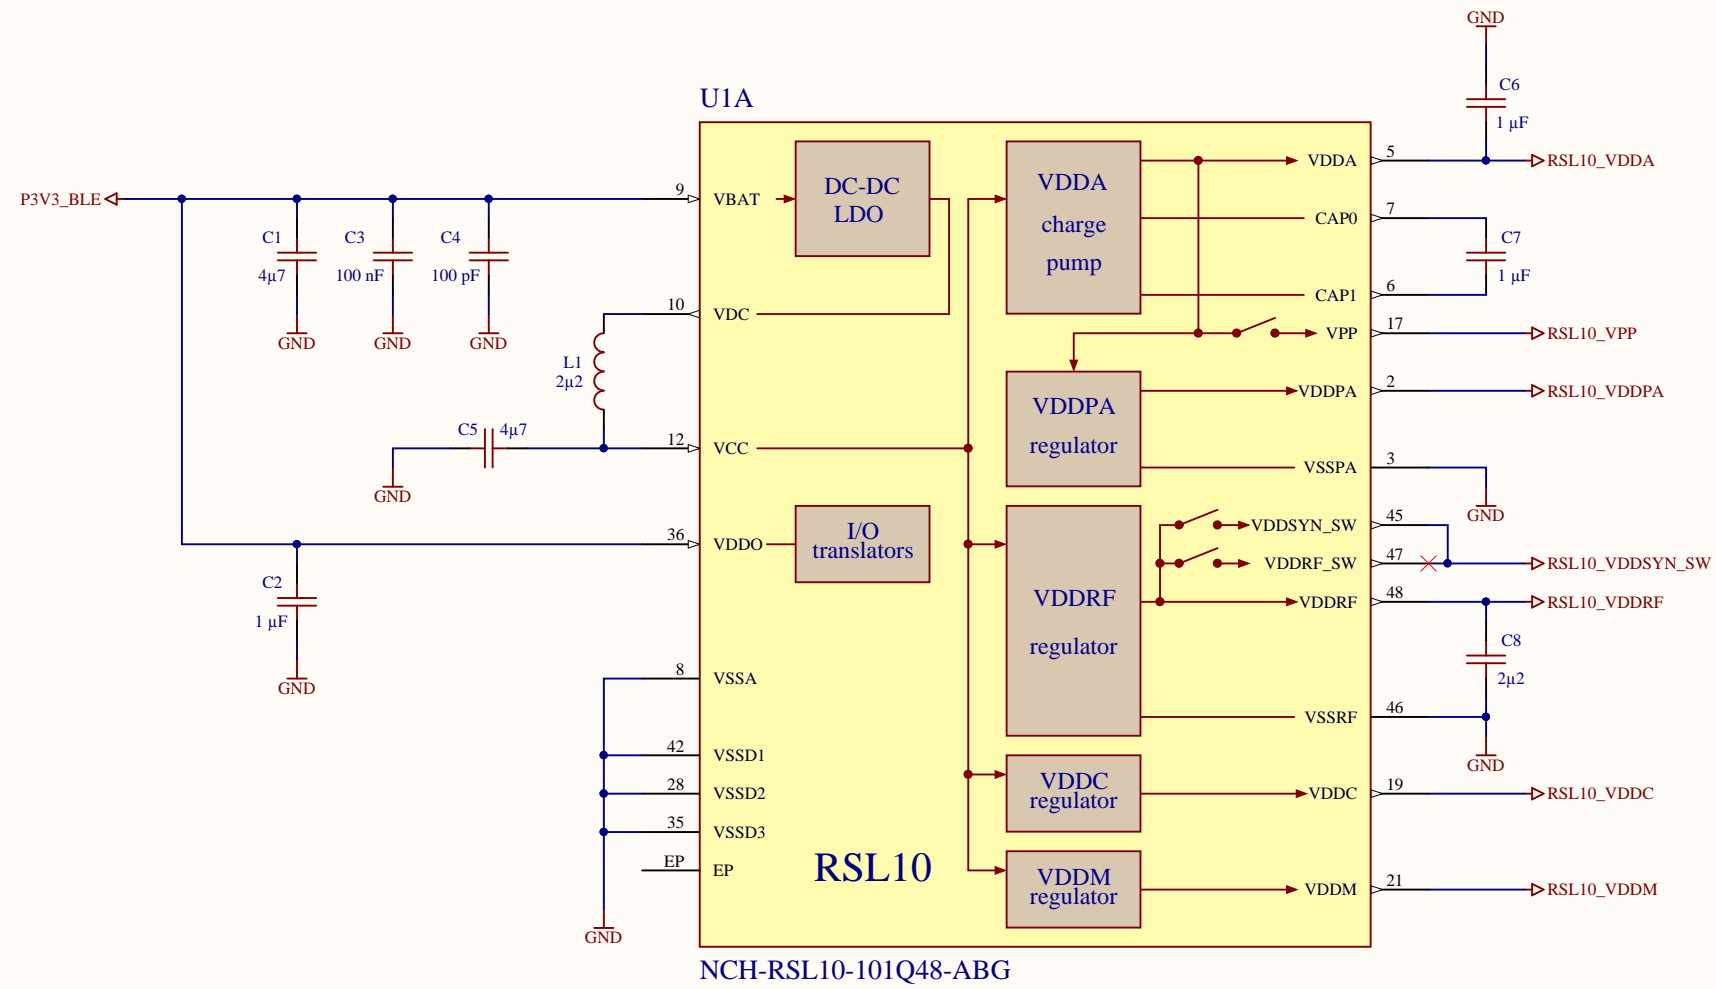 GND
C6
1 µF
U1A
DC-DC
LDO
VDDA
charge
pump
VDDA
5
RSL10_VDDA
P3V3_BLE
9
VBAT
CAP0
7
C1
4µ7
C3
100 nF
C4
100 pF
C7
1 µF
GND
GND
GND
10
VDC
CAP1
6
VPP
17
RSL10_VPP
L1
2µ2
VDDPA
regulator
VDDPA
2
RSL10_VDDPA
C5
4µ7
12
VCC
VSSPA
3
GND
GND
36
VDDO
I/O
translators
VDDRF
regulator
VDDSYN_SW
45
VDDRF_SW
47
RSL10_VDDSYN_SW
VDDRF
48
RSL10_VDDRF
C2
1 µF
C8
2µ2
GND
8
VSSA
VSSRF
46
GND
42
VSSD1
28
VSSD2
35
VSSD3
EP
EP
VDDC
regulator
VDDC
19
RSL10_VDDC
RSL10
VDDM
regulator
VDDM
21
RSL10_VDDM
GND
NCH-RSL10-101Q48-ABG